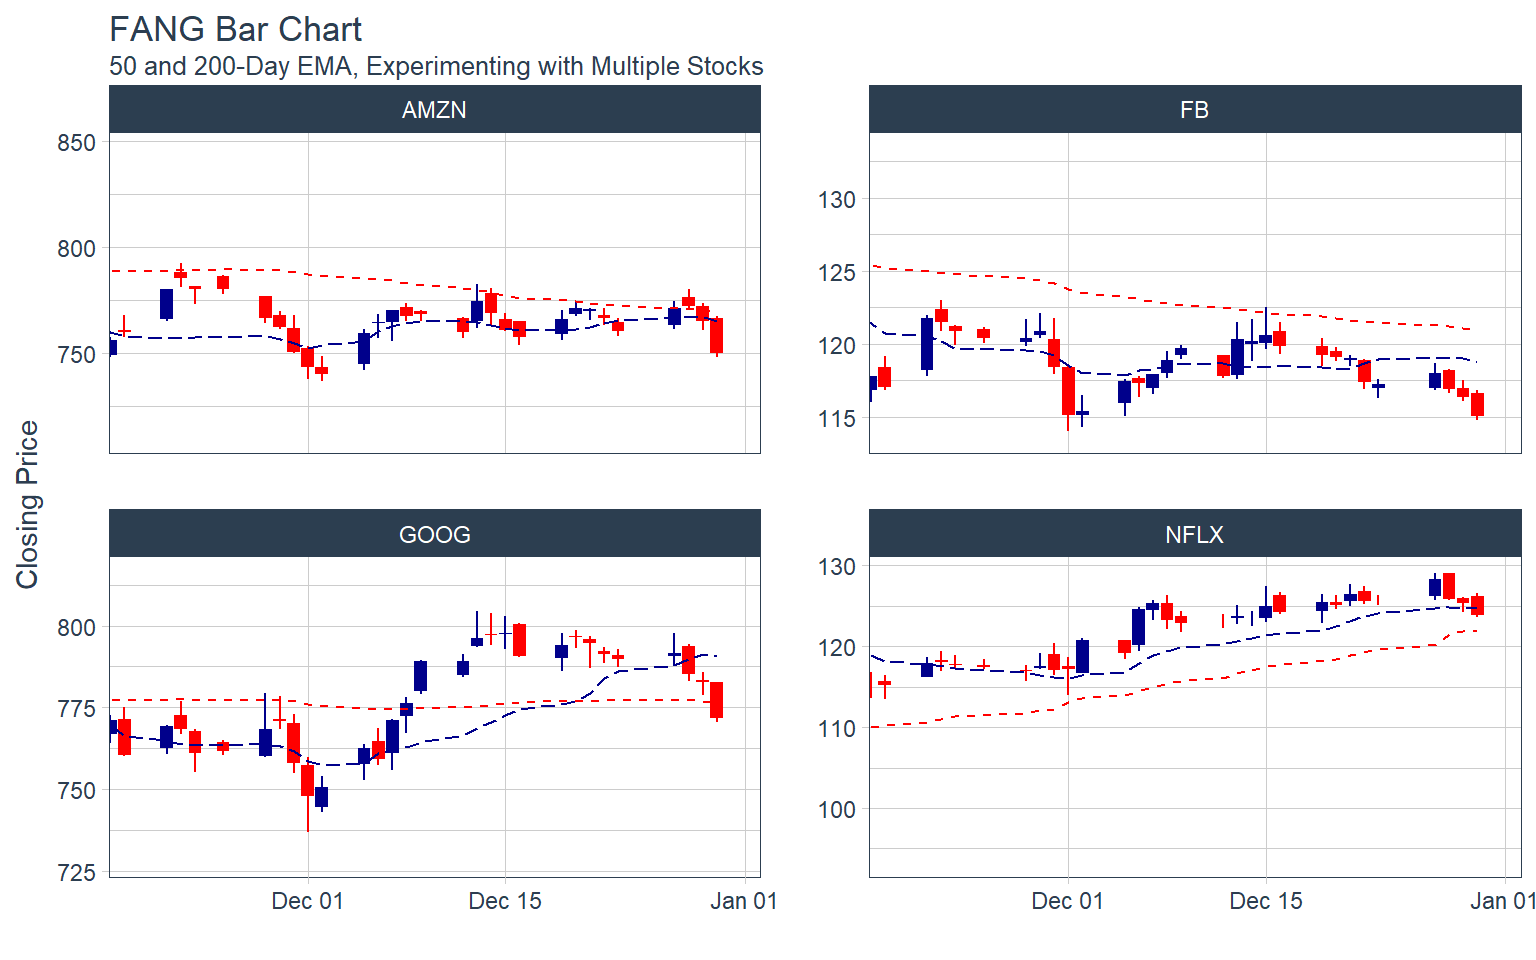 FANG Bar Chart
50 and 200-Day EMA, Experimenting with Multiple Stocks
Closing Price
AMZN
850
800
750
FB
130
125
120
115
GOOG
800
775
750
725
Dec 01 Dec 15 Jan 01
NFLX
130
120
110
100
Dec 01 Dec 15 Jan 01